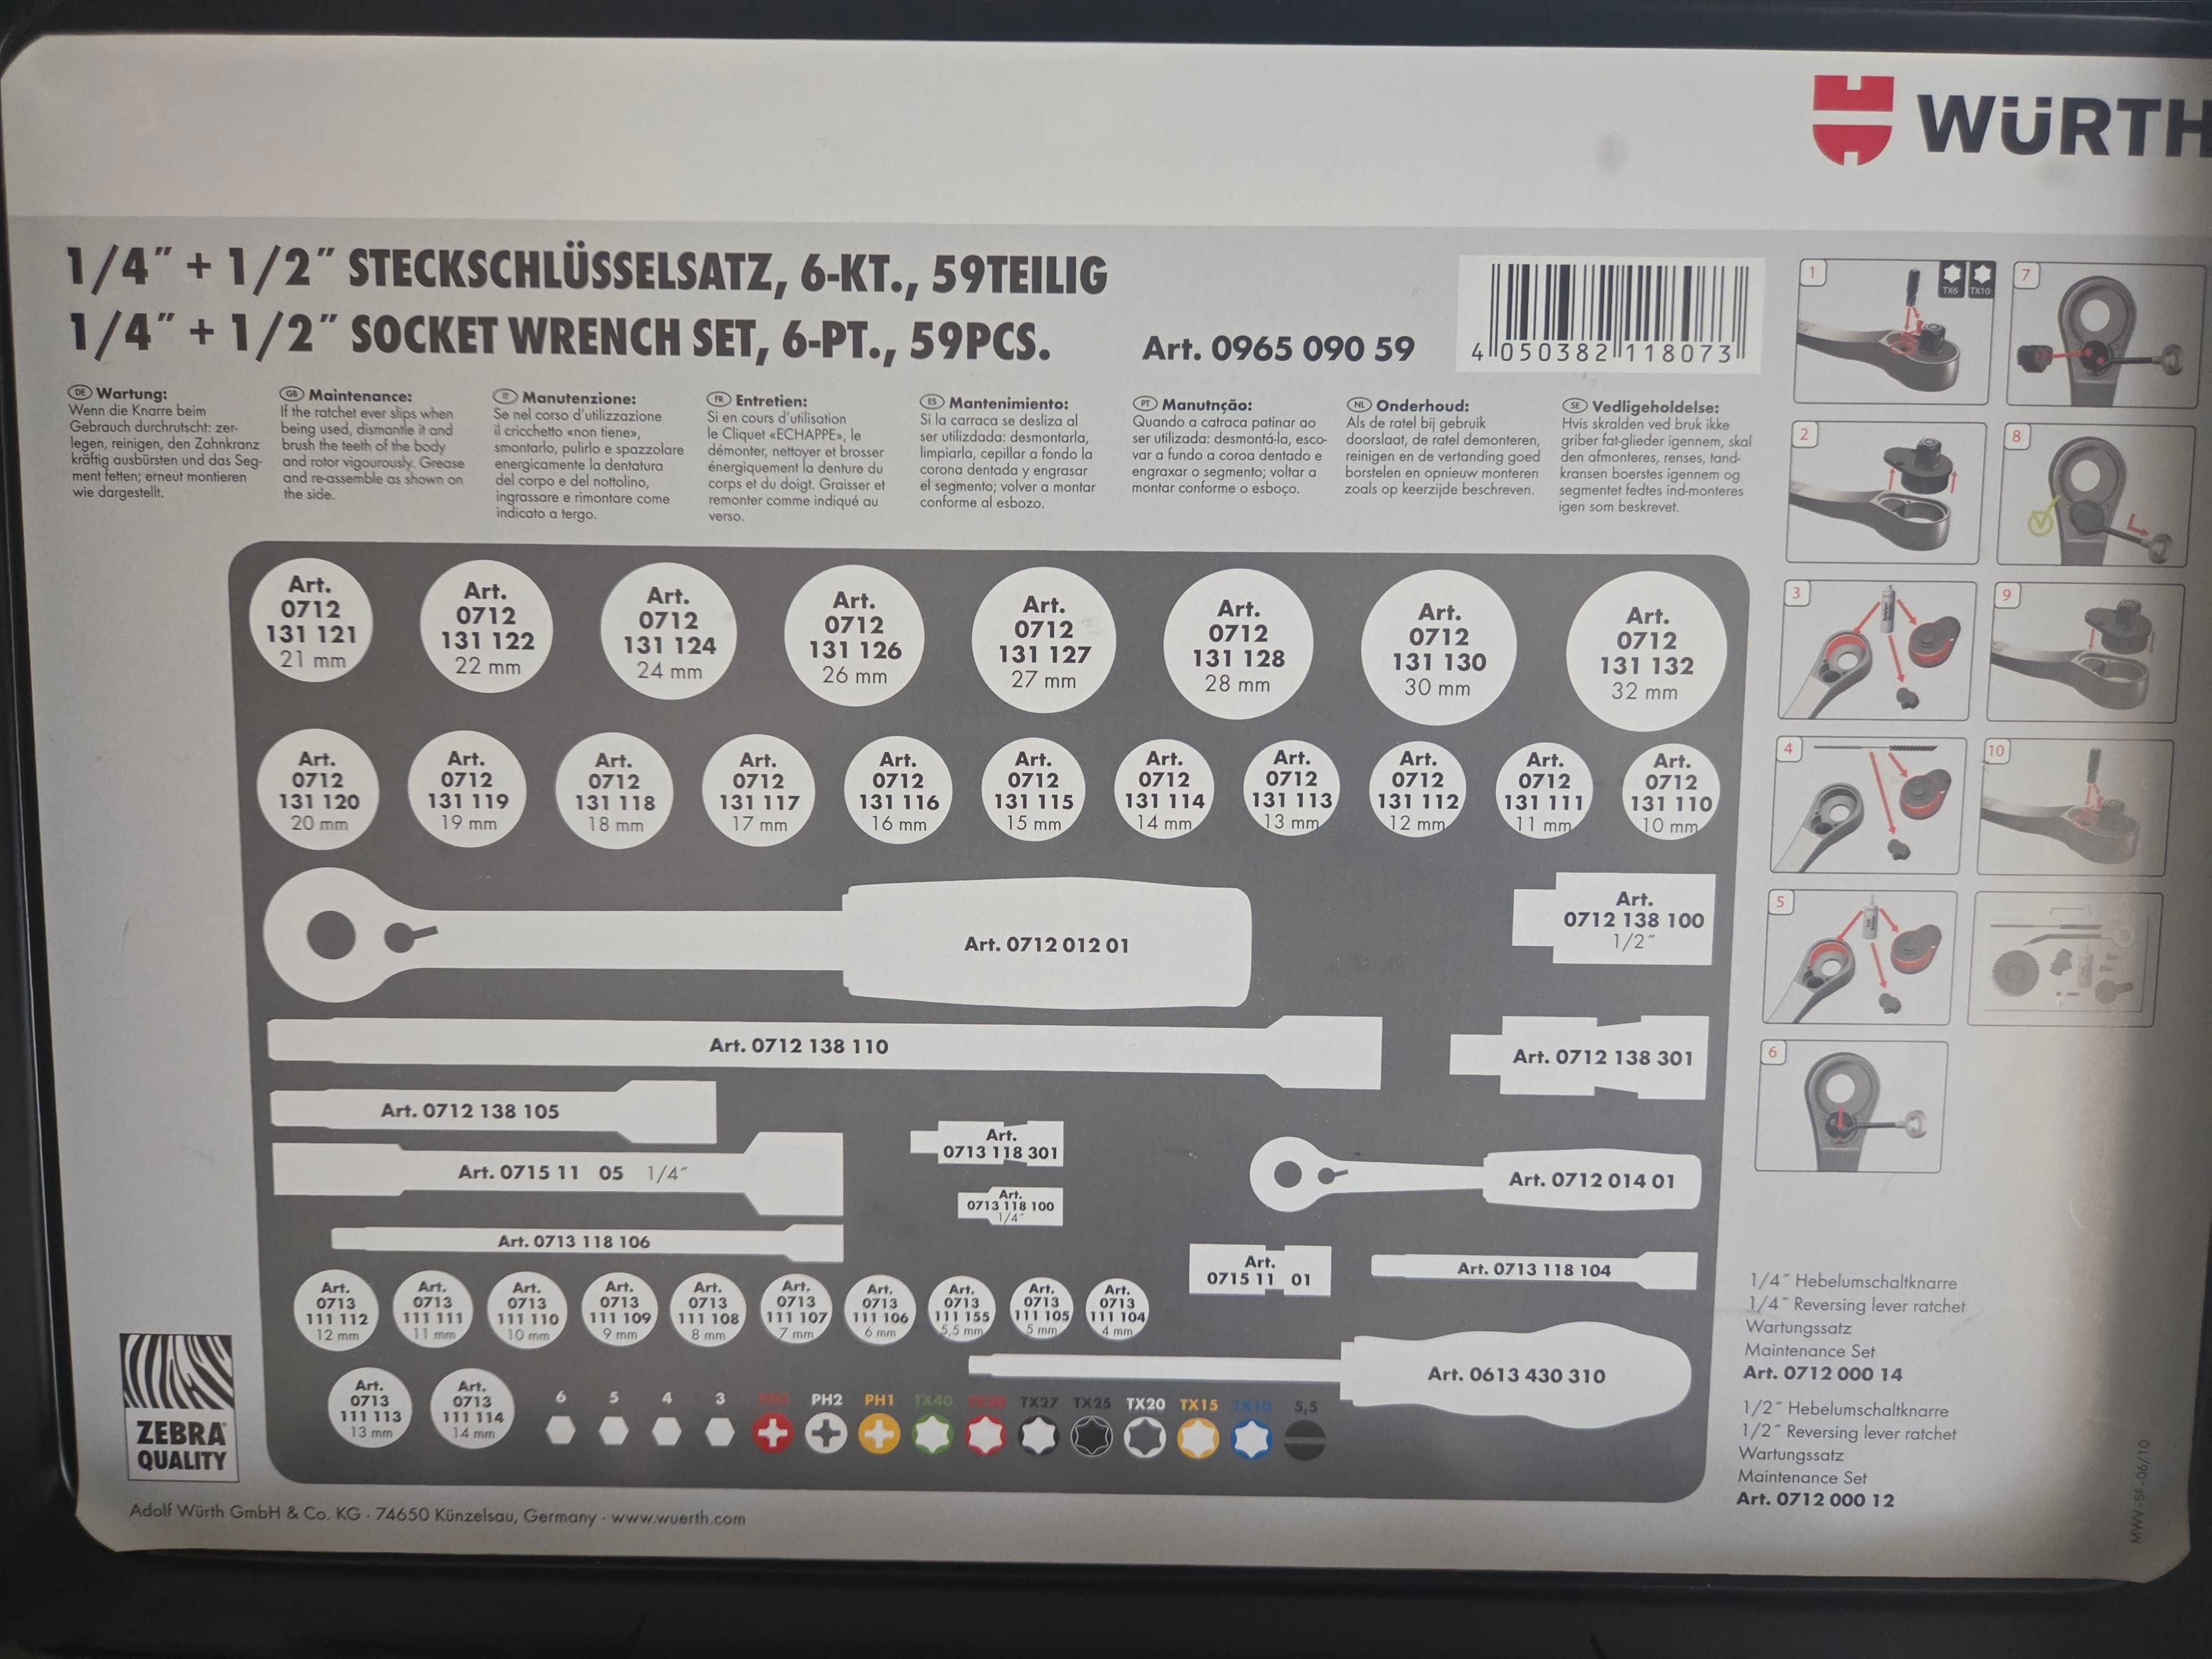 WÜRTH
1/4" + 1/2" STECKSCHLÜSSELSATZ, 6-KT., 59TEILIG
1/4" + 1/2" SOCKET WRENCH SET, 6-PT., 59PCS.
Art. 0965 090 59
4 050382 118073
DE Wartung:
Wenn die Knarre beim
Gebrauch durchrutscht: zer-
legen, reinigen, den Zahnkranz
kräftig ausbürsten und das Seg-
ment fetten; erneut montieren
wie dargestellt.
GB Maintenance:
If the ratchet ever slips when
being used, dismantle it and
brush the teeth of the body
and rotor vigourously. Grease
and re-assemble as shown on
the side.
IT Manutenzione:
Se nel corso d'utilizzazione
il cricchetto «non tiene»,
smontarlo, pulirlo e spazzolare
energicamente la dentatura
del corpo e del nottolino,
ingrassare e rimontare come
indicato a tergo.
FR Entretien:
Si en cours d'utilisation
le Cliquet «ECHAPPE», le
démonter, nettoyer et brosser
énergiquement la denture du
corps et du doigt. Graisser et
remonter comme indiqué au
verso.
ES Mantenimiento:
Si la carraca se desliza al
ser utilizdada: desmontarla,
limpiarla, cepillar a fondo la
corona dentada y engrasar
el segmento; volver a montar
conforme al esbozo.
PT Manutnção:
Quando a catraca patinar ao
ser utilizada: desmontá-la, esco-
var a fundo a coroa dentado e
engraxar o segmento; voltar a
montar conforme o esboço.
NL Onderhoud:
Als de ratel bij gebruik
doorslaat, de ratel demonteren,
reinigen en de vertanding goed
borstelen en opnieuw monteren
zoals op keerzijde beschreven.
SE Vedligeholdelse:
Hvis skralden ved bruk ikke
griber fat-glieder igennem, skal
den afmonteres, renses, tand-
kransen boerstes igennem og
segmentet fedtes ind-monteres
igen som beskrevet.
Art.
0712
131 121
21 mm
Art.
0712
131 122
22 mm
Art.
0712
131 124
24 mm
Art.
0712
131 126
26 mm
Art.
0712
131 127
27 mm
Art.
0712
131 128
28 mm
Art.
0712
131 130
30 mm
Art.
0712
131 132
32 mm
Art.
0712
131 120
20 mm
Art.
0712
131 119
19 mm
Art.
0712
131 118
18 mm
Art.
0712
131 117
17 mm
Art.
0712
131 116
16 mm
Art.
0712
131 115
15 mm
Art.
0712
131 114
14 mm
Art.
0712
131 113
13 mm
Art.
0712
131 112
12 mm
Art.
0712
131 111
11 mm
Art.
0712
131 110
10 mm
Art. 0712 012 01
Art.
0712 138 100
1/2"
Art. 0712 138 110
Art. 0712 138 301
Art. 0712 138 105
Art. 0715 11 05 1/4"
Art.
0713 118 301
Art.
0713 118 100
1/4"
Art. 0712 014 01
Art. 0713 118 106
Art.
0715 11 01
Art. 0713 118 104
Art.
0713
111 112
12 mm
Art.
0713
111 111
11 mm
Art.
0713
111 110
10 mm
Art.
0713
111 109
9 mm
Art.
0713
111 108
8 mm
Art.
0713
111 107
7 mm
Art.
0713
111 106
6 mm
Art.
0713
111 155
5,5 mm
Art.
0713
111 105
5 mm
Art.
0713
111 104
4 mm
Art. 0613 430 310
Art.
0713
111 113
13 mm
Art.
0713
111 114
14 mm
6 5 4 3 PH2 PH1 TX40 TX27 TX25 TX20 TX15 TX10 5,5
ZEBRA
QUALITY
Adolf Würth GmbH & Co. KG · 74650 Künzelsau, Germany · www.wuerth.com
1
TX6 TX10
7
2
8
3
9
4
10
5
6
1/4" Hebelumschaltknarre
1/4" Reversing lever ratchet
Wartungssatz
Maintenance Set
Art. 0712 000 14
1/2" Hebelumschaltknarre
1/2" Reversing lever ratchet
Wartungssatz
Maintenance Set
Art. 0712 000 12